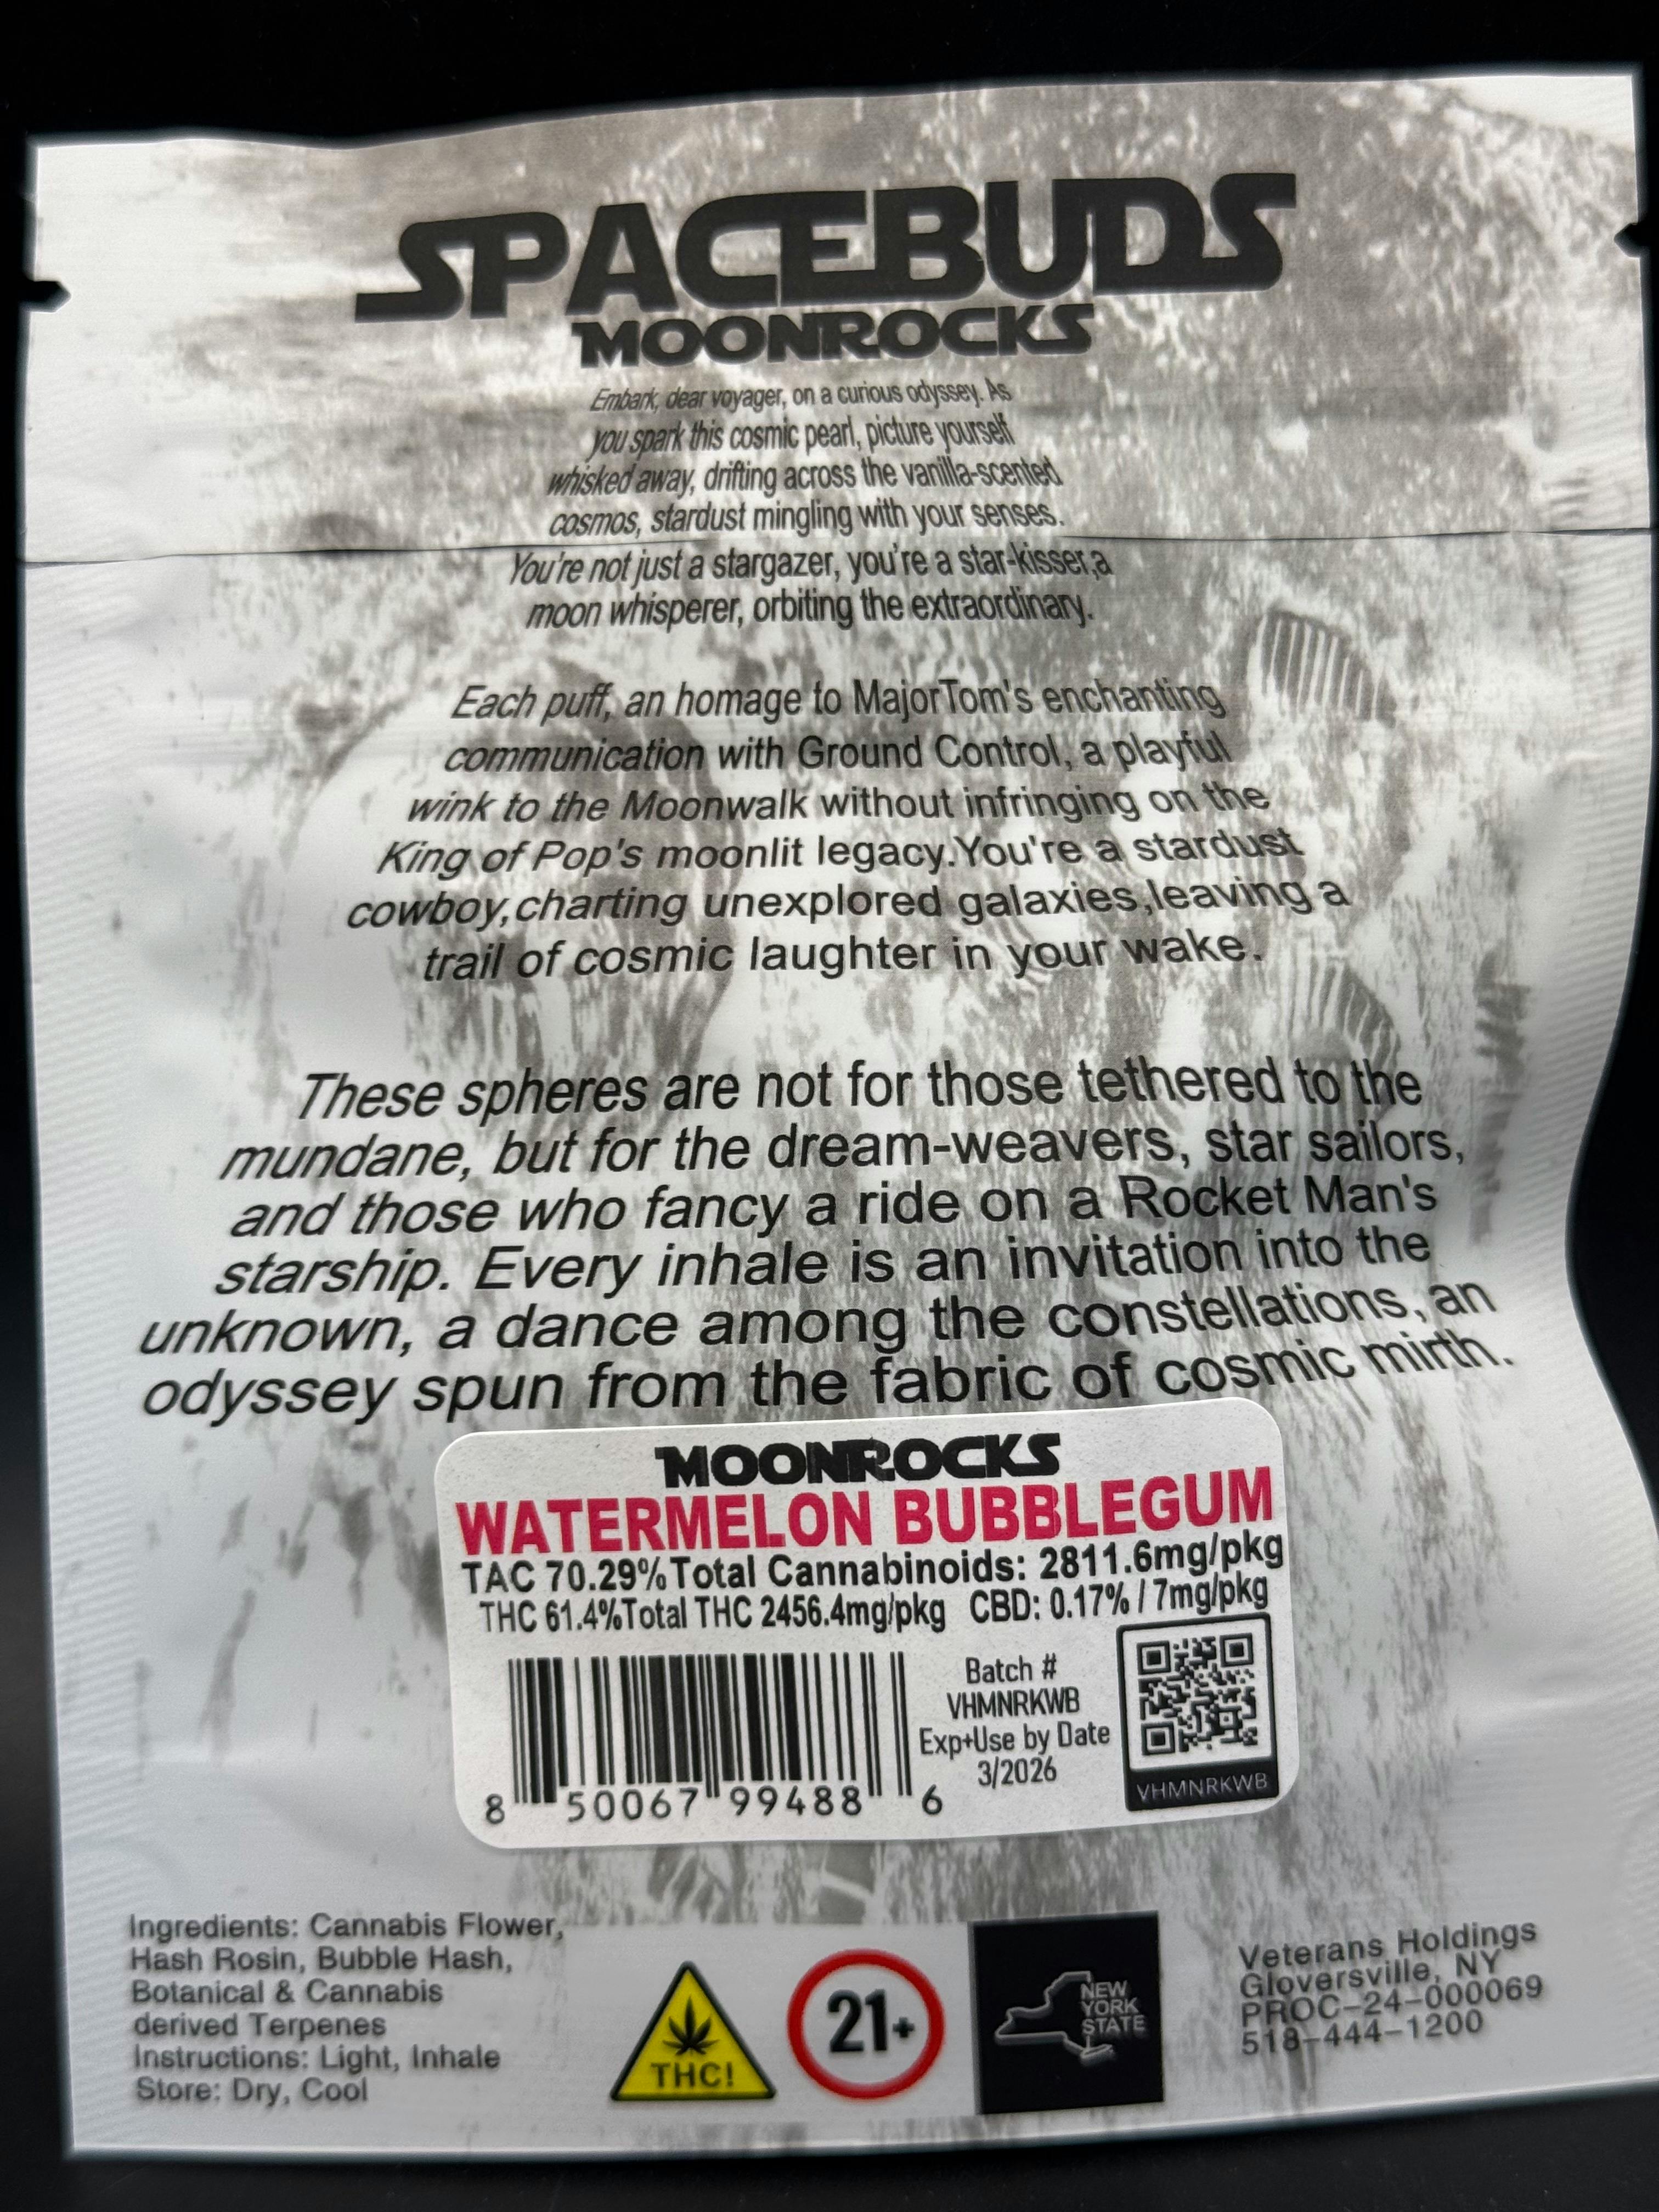 SPACEBUDS
MOONROCKS
Embark, dear voyager, on a curious odyssey. As
you spark this cosmic pearl, picture yourself
whisked away, drifting across the vanilla-scented
cosmos, stardust mingling with your senses.
You're not just a stargazer, you're a star-kisser,a
moon whisperer, orbiting the extraordinary.
Each puff, an homage to MajorTom's enchanting
communication with Ground Control, a playful
wink to the Moonwalk without infringing on the
King of Pop's moonlit legacy.You're a stardust
cowboy,charting unexplored galaxies,leaving a
trail of cosmic laughter in your wake.
These spheres are not for those tethered to the
mundane, but for the dream-weavers, star sailors,
and those who fancy a ride on a Rocket Man's
starship. Every inhale is an invitation into the
unknown, a dance among the constellations, an
odyssey spun from the fabric of cosmic mirth.
MOONROCKS
WATERMELON BUBBLEGUM
TAC 70.29% Total Cannabinoids: 2811.6mg/pkg
THC 61.4%Total THC 2456.4mg/pkg CBD: 0.17% / 7mg/pkg
Batch #
VHMNRKWB
Exp+Use by Date
3/2026
8 50067 99488 6
VHMNRKWB
Ingredients: Cannabis Flower,
Hash Rosin, Bubble Hash,
Botanical & Cannabis
derived Terpenes
Instructions: Light, Inhale
Store: Dry, Cool
THC!
21+
NEW
YORK
STATE
Veterans Holdings
Gloversville, NY
PROC-24-000069
518-444-1200